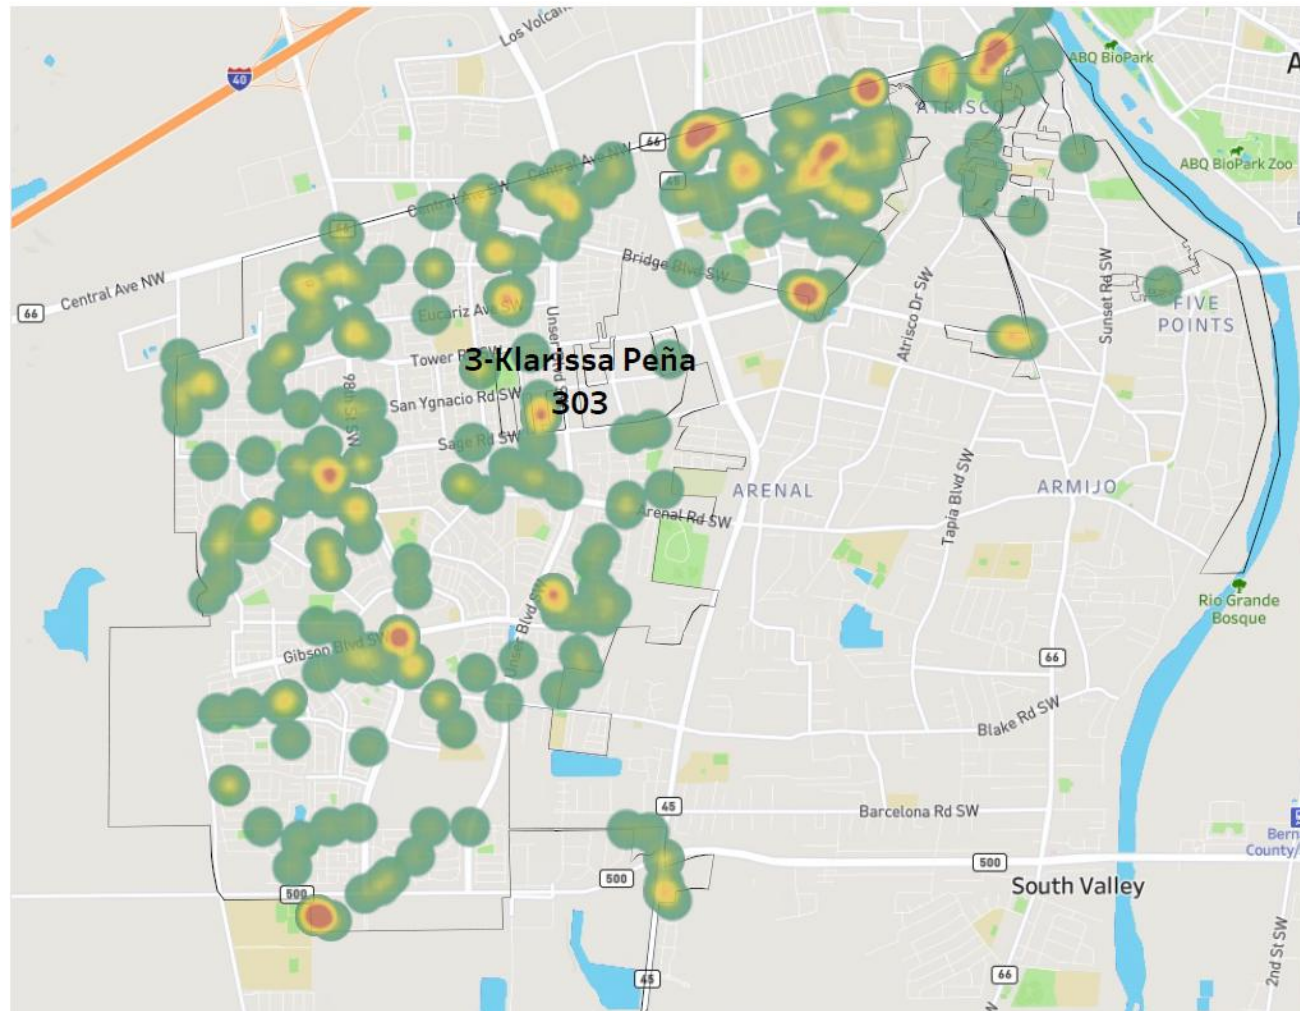 Los Volcan
40
ABQ BioPark
A
ATRISCO
66
Central Ave NW
ABQ BioPark Zoo
45
Central Ave SW
66
Bridge Blvd SW
Central Ave NW
66
Eucariz Ave SW
Unser Blvd SW
Atrisco Dr SW
Sunset Rd SW
FIVE
POINTS
Tower Rd SW
3-Klarissa Peña
303
98th St SW
San Ygnacio Rd SW
Sage Rd SW
ARENAL
ARMIJO
Tapia Blvd SW
Arenal Rd SW
Rio Grande
Bosque
Unser Blvd SW
Gibson Blvd SW
66
Blake Rd SW
45
Barcelona Rd SW
Bern
County/
500
500
500
South Valley
2nd St SW
45
66
W